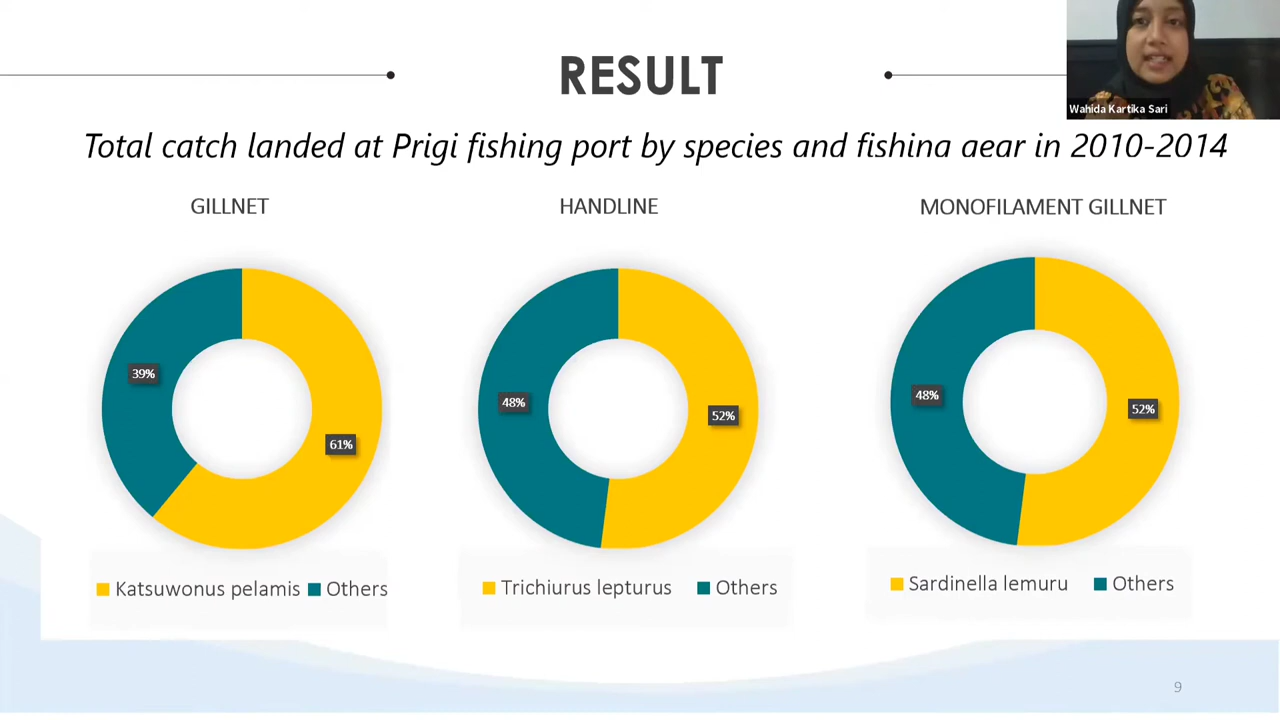 RESULT
Wahida Kartika Sari
Total catch landed at Prigi fishing port by species and fishina aear in 2010-2014
GILLNET
HANDLINE
MONOFILAMENT GILLNET
39%
61%
48%
52%
48%
52%
Katsuwonus pelamis Others
Trichiurus lepturus Others
Sardinella lemuru Others
9